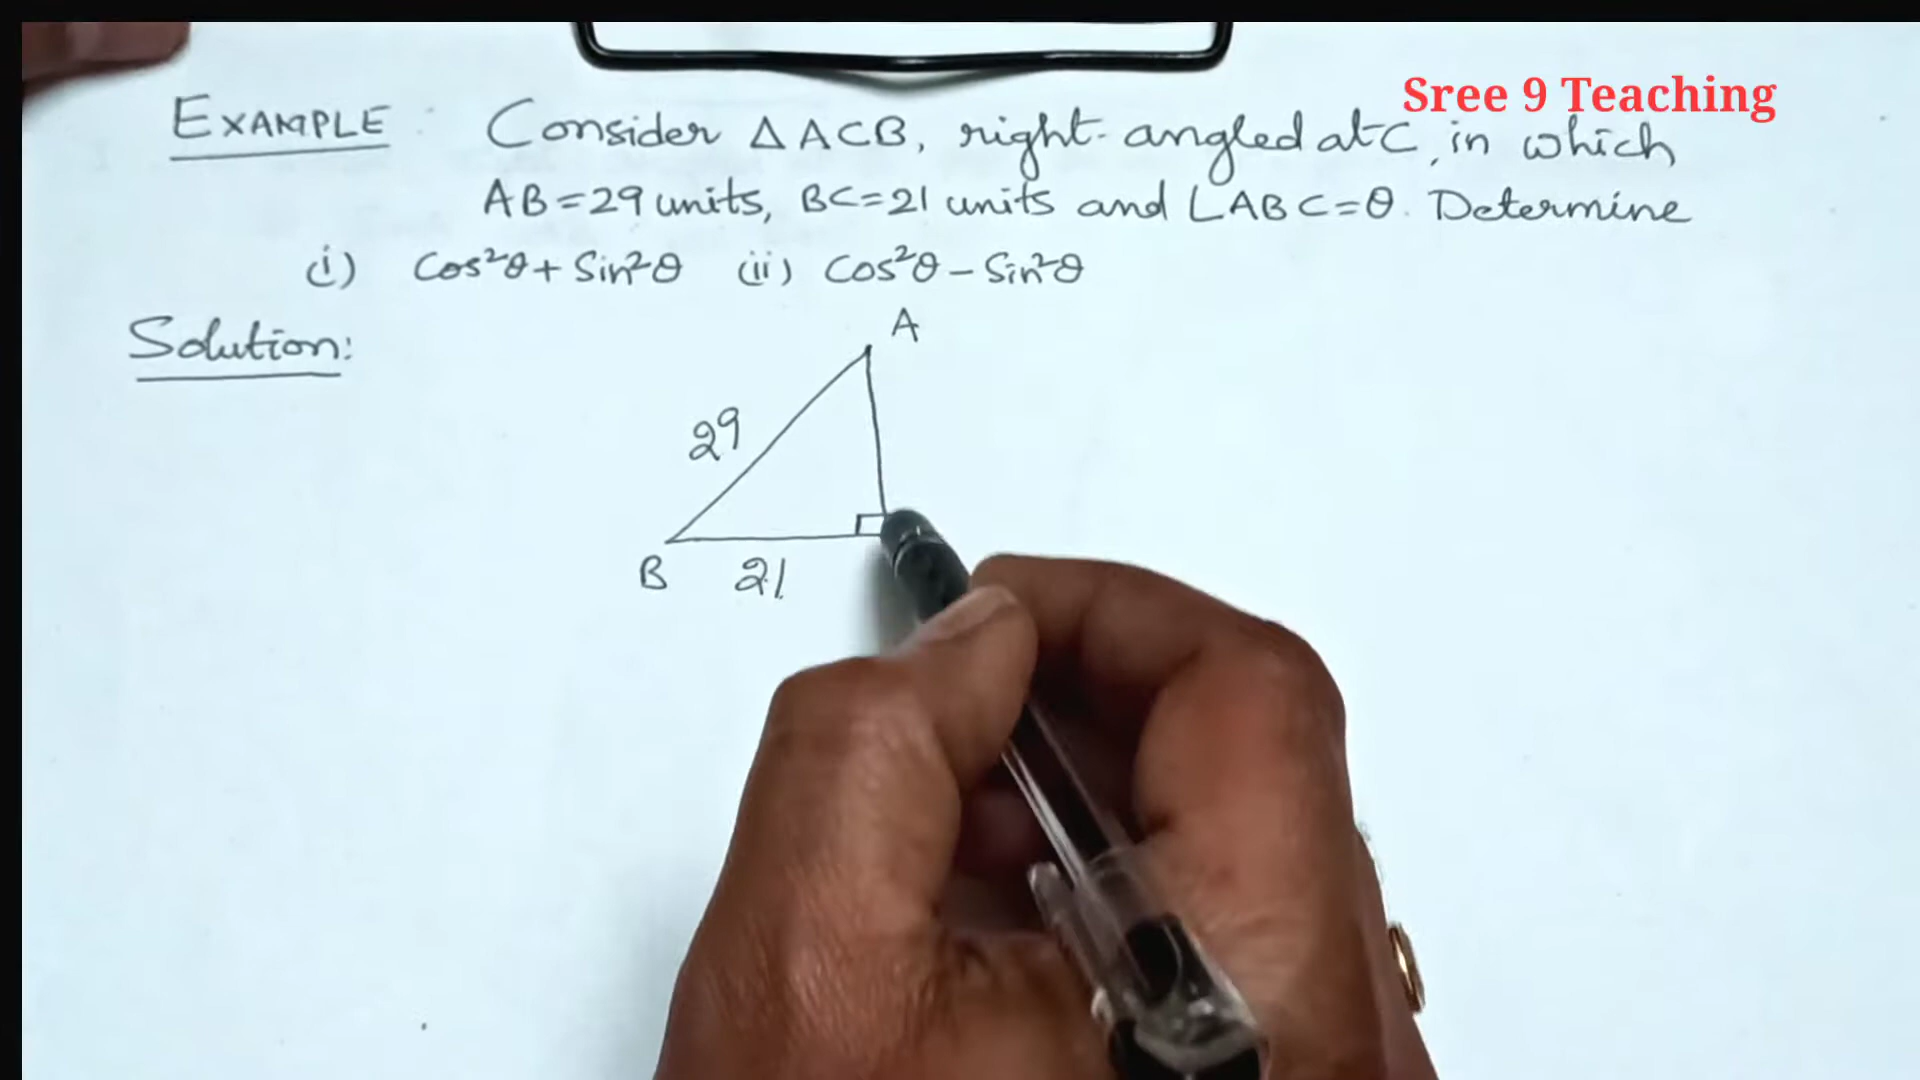 Sree 9 Teaching
EXAMPLE : Consider ΔACB, right-angled at C, in which
AB=29 units, BC=21 units and ∠ABC=θ. Determine
(i) Cos²θ+Sin²θ (ii) Cos²θ-Sin²θ
Solution:
A
29
B 21